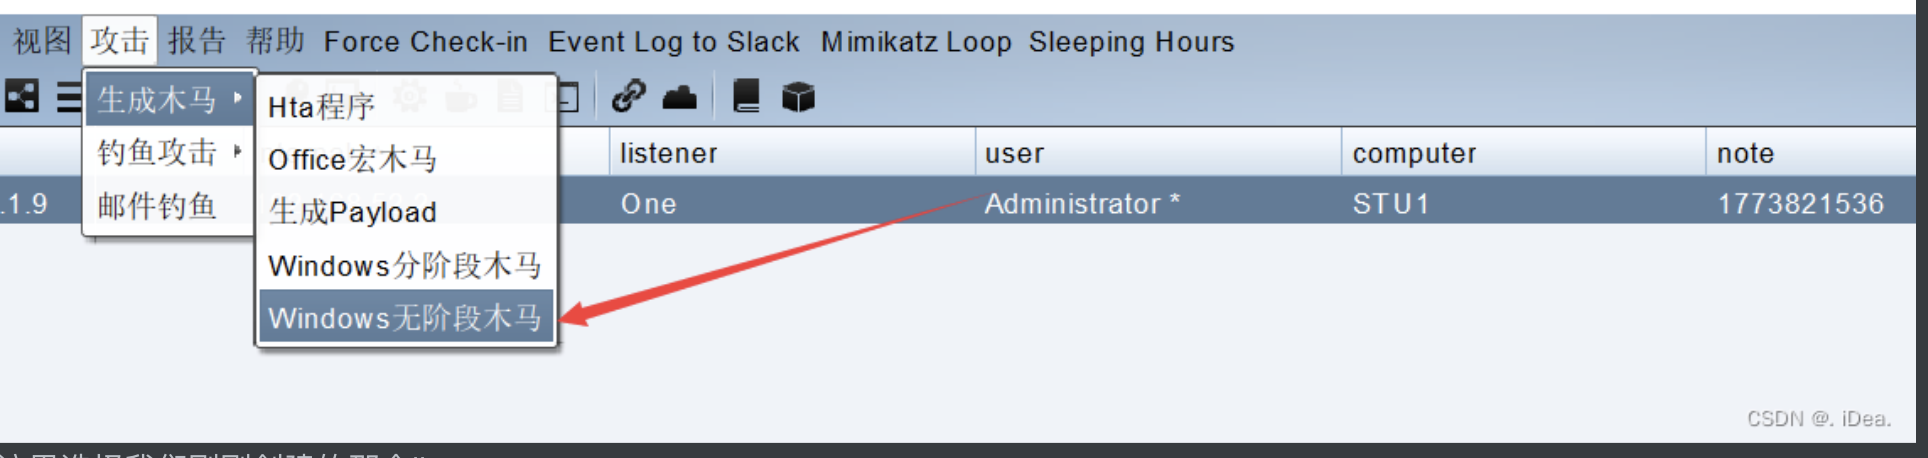 视图 攻击 报告 帮助 Force Check-in Event Log to Slack Mimikatz Loop Sleeping Hours
生成木马
钓鱼攻击
邮件钓鱼
Hta程序
Office宏木马
生成Payload
Windows分阶段木马
Windows无阶段木马
listener user computer note
.1.9 One Administrator * STU1 1773821536
CSDN @. iDea.